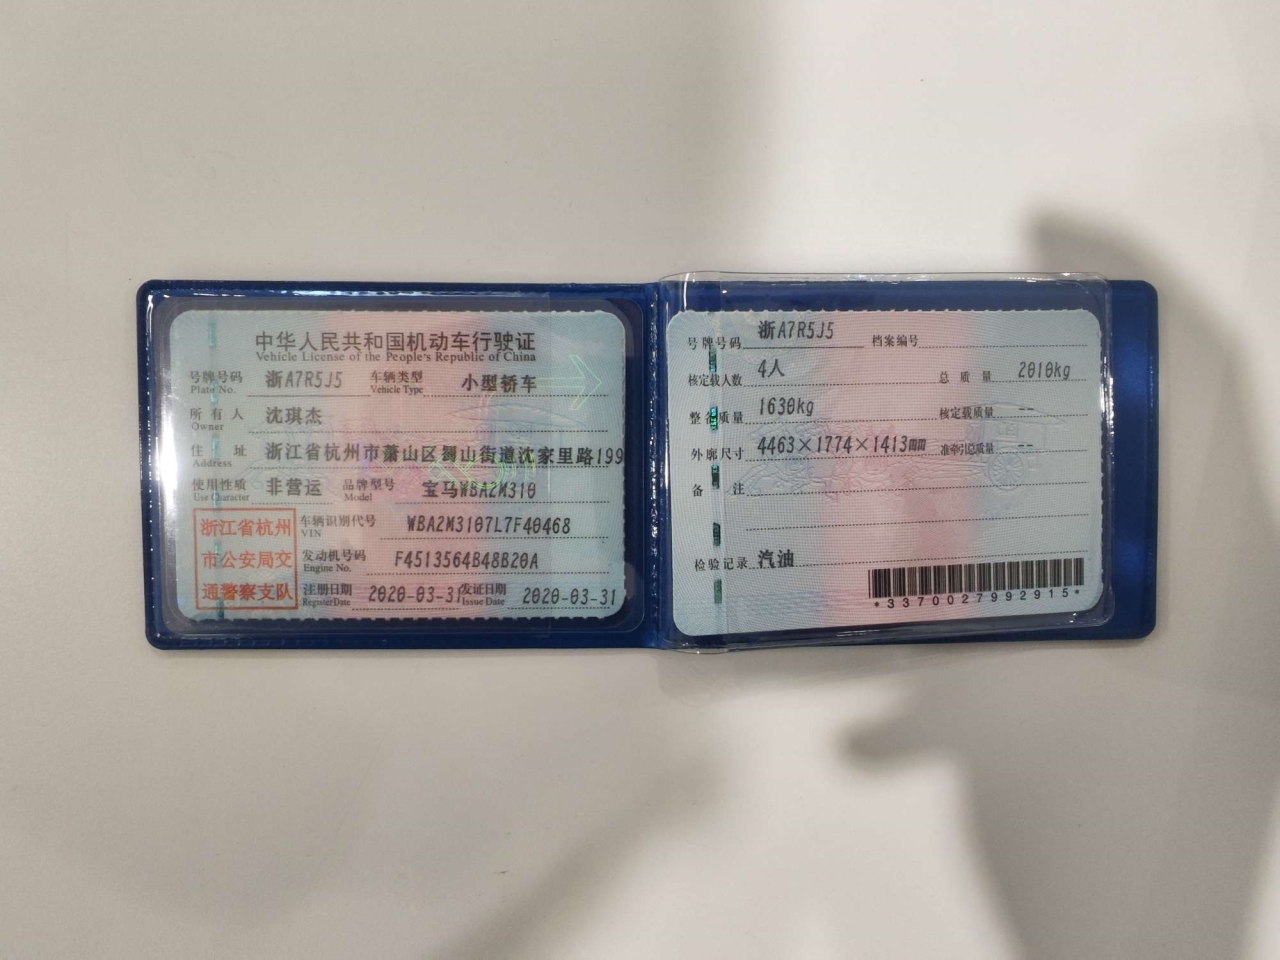 中华人民共和国机动车行驶证
Vehicle License of the People's Republic of China
号牌号码 浙A7R5J5 车辆类型 小型轿车
Plate No. Vehicle Type
所有人 沈琪杰
Owner
住址 浙江省杭州市萧山区蜀山街道沈家里路199
Address
使用性质 非营运 品牌型号 宝马WBA2M310
Use Character Model
浙江省杭州
市公安局交
通警察支队
车辆识别代号 WBA2M3107L7F40468
VIN
发动机号码 F4513564B48B20A
Engine No.
注册日期 2020-03-31 发证日期 2020-03-31
Register Date Issue Date
号牌号码 浙A7R5J5 档案编号
核定载人数 4人 总质量 2010kg
整备质量 1630kg 核定载质量 --
外廓尺寸 4463×1774×1413mm 准牵引总质量 --
备注
检验记录 汽油
*3370027992915*